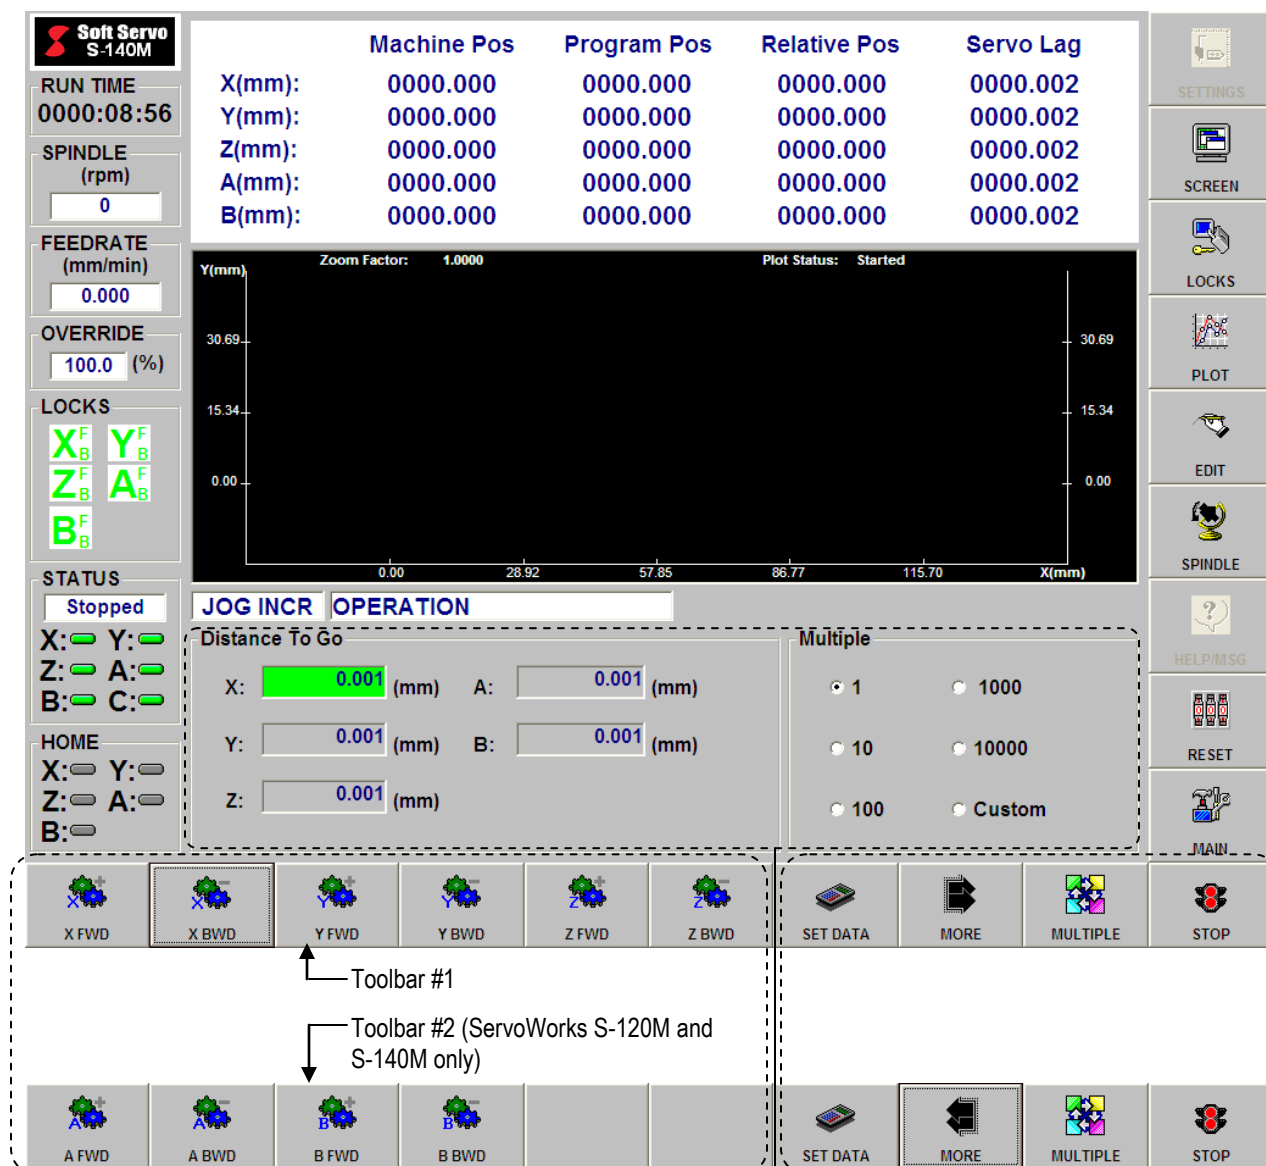 Soft Servo
S-140M
RUN TIME
0000:08:56
SPINDLE
(rpm)
0
FEEDRATE
(mm/min)
0.000
OVERRIDE
100.0 (%)
LOCKS
X F B Y F B
Z F B A F B
B F B
STATUS
Stopped
X: Y:
Z: A:
B: C:
HOME
X: Y:
Z: A:
B:
Machine Pos Program Pos Relative Pos Servo Lag
X(mm): 0000.000 0000.000 0000.000 0000.002
Y(mm): 0000.000 0000.000 0000.000 0000.002
Z(mm): 0000.000 0000.000 0000.000 0000.002
A(mm): 0000.000 0000.000 0000.000 0000.002
B(mm): 0000.000 0000.000 0000.000 0000.002
Y(mm) Zoom Factor: 1.0000 Plot Status: Started
30.69 30.69
15.34 15.34
0.00 0.00
0.00 28.92 57.85 86.77 115.70 X(mm)
JOG INCR OPERATION
Distance To Go
X: 0.001 (mm) A: 0.001 (mm)
Y: 0.001 (mm) B: 0.001 (mm)
Z: 0.001 (mm)
Multiple
1 1000
10 10000
100 Custom
SETTINGS
SCREEN
LOCKS
PLOT
EDIT
SPINDLE
HELP/MSG
RESET
MAIN
X FWD X BWD Y FWD Y BWD Z FWD Z BWD SET DATA MORE MULTIPLE STOP
Toolbar #1
Toolbar #2 (ServoWorks S-120M and
S-140M only)
A FWD A BWD B FWD B BWD SET DATA MORE MULTIPLE STOP